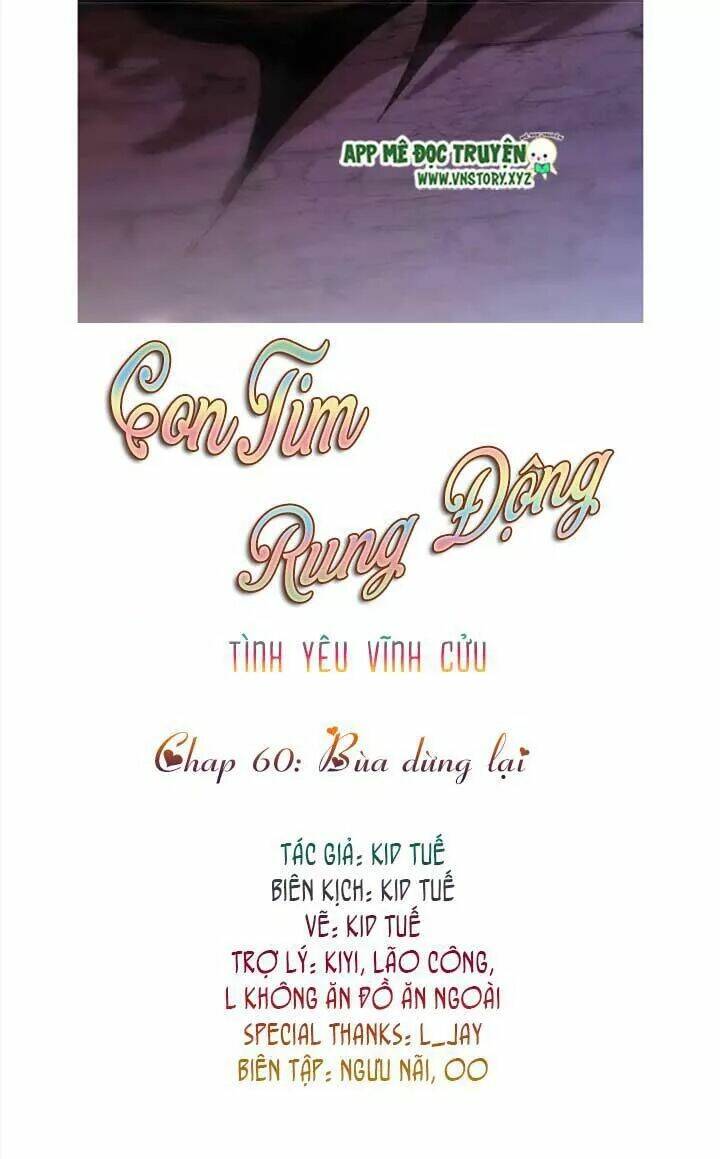 APP MÊ ĐỌC TRUYỆN
WWW.VNSTORY.XYZ
Con Tim
Rung Động
TÌNH YÊU VĨNH CỬU
Chap 60: Bùa dừng lại
TÁC GIẢ: KID TUẾ
BIÊN KỊCH: KID TUẾ
VẼ: KID TUẾ
TRỢ LÝ: KIYI, LÃO CÔNG,
L KHÔNG ĂN ĐỒ ĂN NGOÀI
SPECIAL THANKS: L_JAY
BIÊN TẬP: NGƯU NÃI, OO